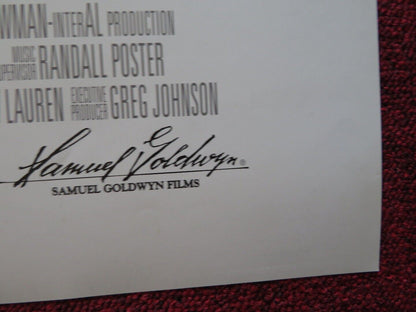 WMAN-INTERAL PRODUCTION
MUSIC
SUPERVISOR RANDALL POSTER
LAUREN EXECUTIVE PRODUCER GREG JOHNSON
Samuel Goldwyn®
SAMUEL GOLDWYN FILMS